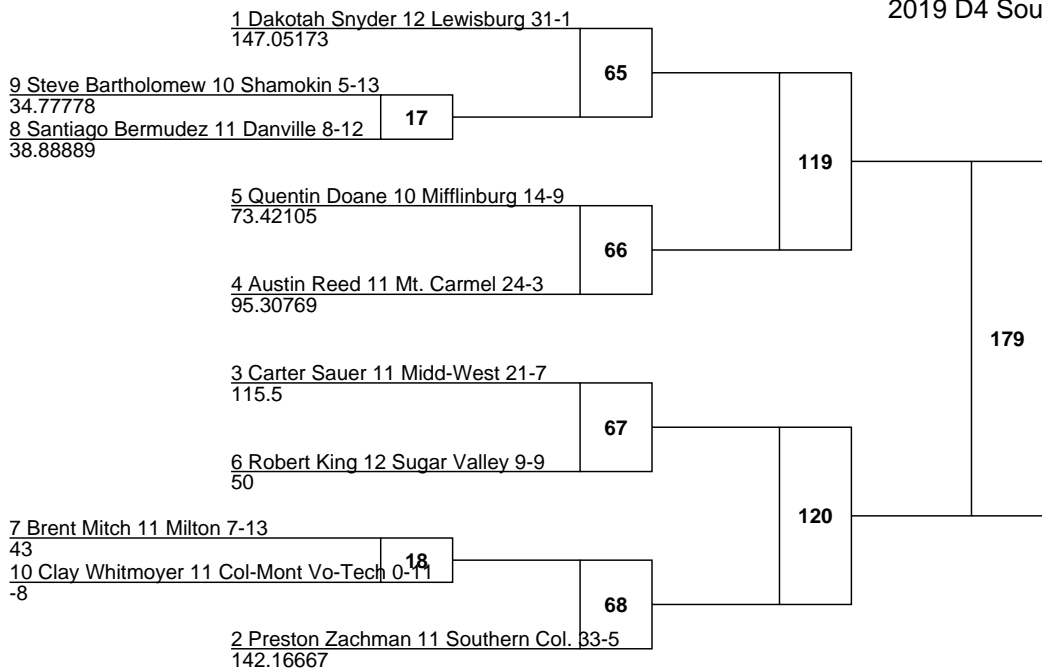 2019 D4 Sou
1 Dakotah Snyder 12 Lewisburg 31-1
147.05173
65
9 Steve Bartholomew 10 Shamokin 5-13
34.77778
17
8 Santiago Bermudez 11 Danville 8-12
38.88889
119
5 Quentin Doane 10 Mifflinburg 14-9
73.42105
66
4 Austin Reed 11 Mt. Carmel 24-3
95.30769
179
3 Carter Sauer 11 Midd-West 21-7
115.5
67
6 Robert King 12 Sugar Valley 9-9
50
120
7 Brent Mitch 11 Milton 7-13
43
18
10 Clay Whitmoyer 11 Col-Mont Vo-Tech 0-11
-8
68
2 Preston Zachman 11 Southern Col. 33-5
142.16667